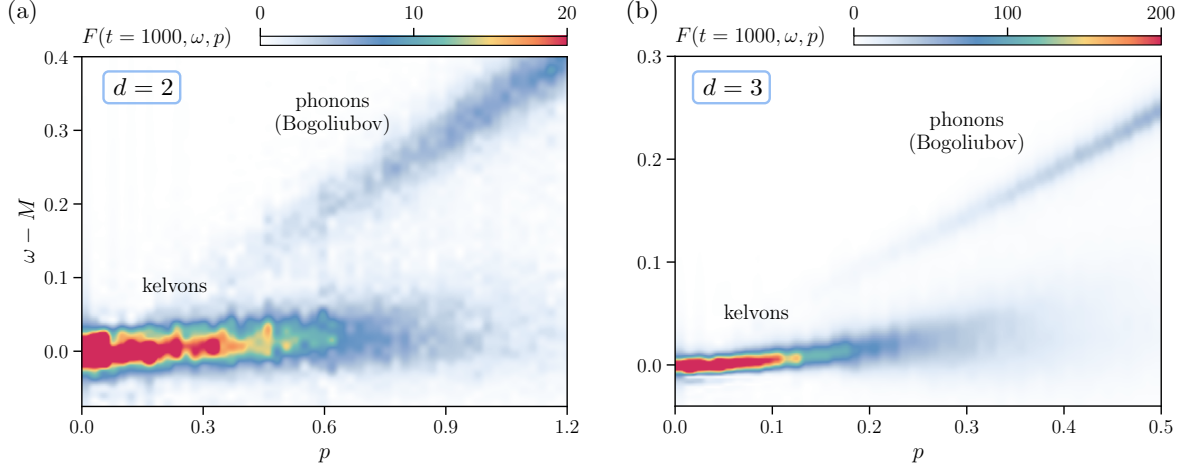 (a)
F(t = 1000, ω, p)
0 10 20
d = 2
phonons
(Bogoliubov)
kelvons
ω − M
0.4
0.3
0.2
0.1
0.0
0.0 0.3 0.6 0.9 1.2
p
(b)
F(t = 1000, ω, p)
0 100 200
d = 3
phonons
(Bogoliubov)
kelvons
0.3
0.2
0.1
0.0
0.0 0.1 0.2 0.3 0.4 0.5
p